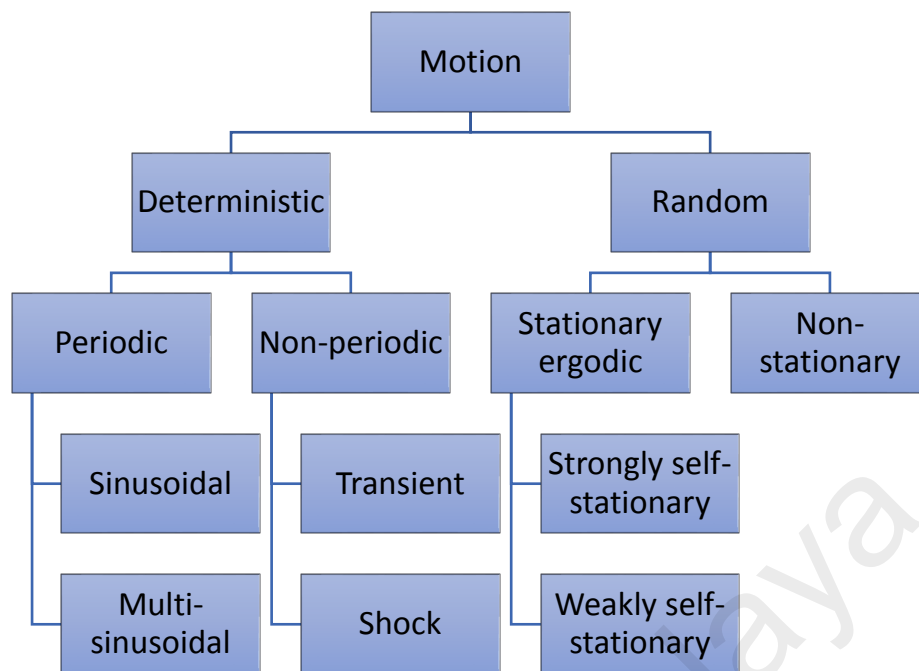 Motion
Deterministic
Random
Periodic
Non-periodic
Stationary
ergodic
Non-
stationary
Sinusoidal
Transient
Strongly self-
stationary
Multi-
sinusoidal
Shock
Weakly self-
stationary